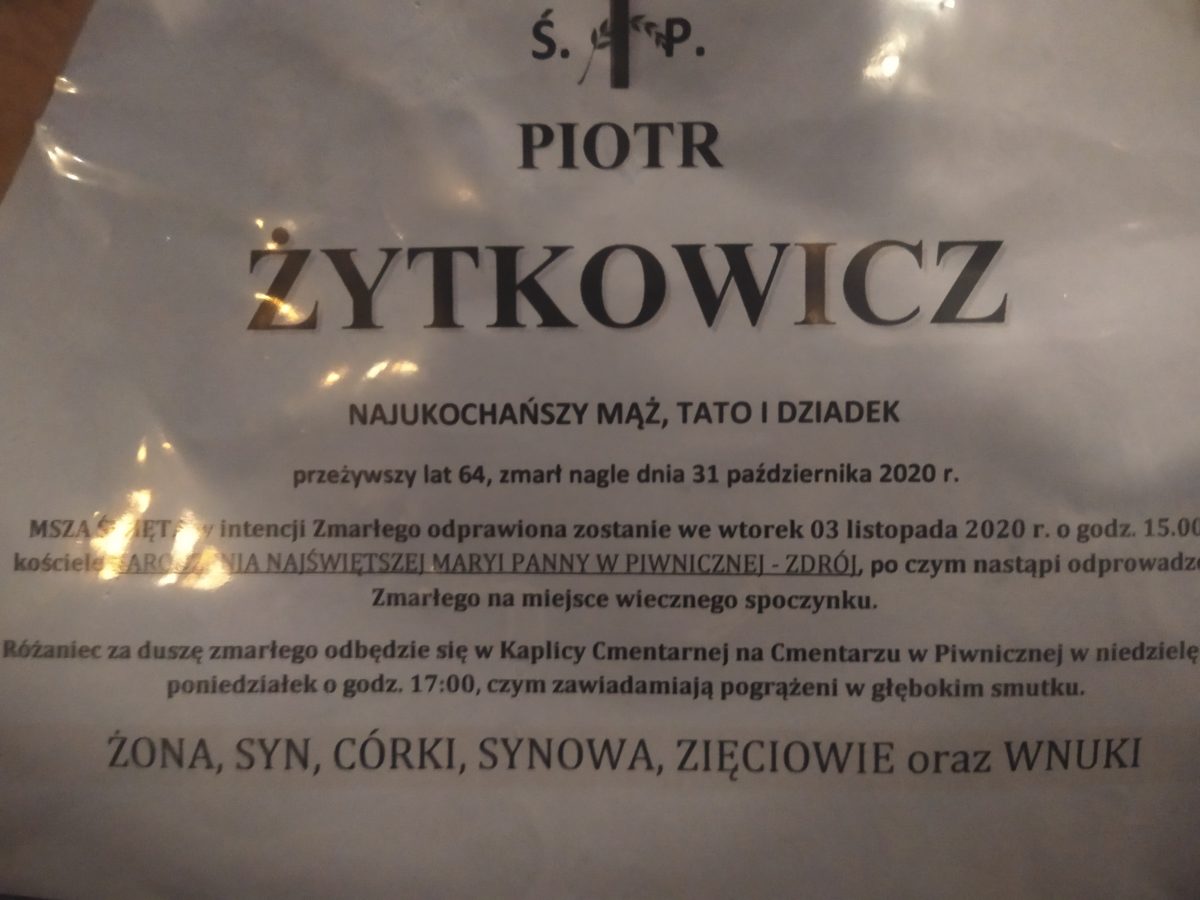 Ś. P.
PIOTR
ŻYTKOWICZ
NAJUKOCHAŃSZY MĄŻ, TATO I DZIADEK
przeżywszy lat 64, zmarł nagle dnia 31 października 2020 r.
MSZA ŚWIĘTA w intencji Zmarłego odprawiona zostanie we wtorek 03 listopada 2020 r. o godz. 15.00
kościele NAJŚWIĘTSZEJ MARYI PANNY W PIWNICZNEJ - ZDRÓJ, po czym nastąpi
Zmarłego na miejsce wiecznego spoczynku.
Różaniec za duszę zmarłego odbędzie się w Kaplicy Cmentarnej na Cmentarzu w Piwnicznej w niedzielę
poniedziałek o godz. 17:00, czym zawiadamiają pogrążeni w głębokim smutku.
ŻONA, SYN, CÓRKI, SYNOWA, ZIĘCIOWIE oraz WNUKI